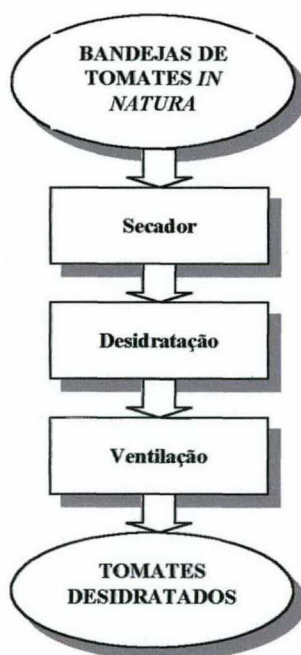 BANDEJAS DE
TOMATES IN
NATURA
Secador
Desidratação
Ventilação
TOMATES
DESIDRATADOS